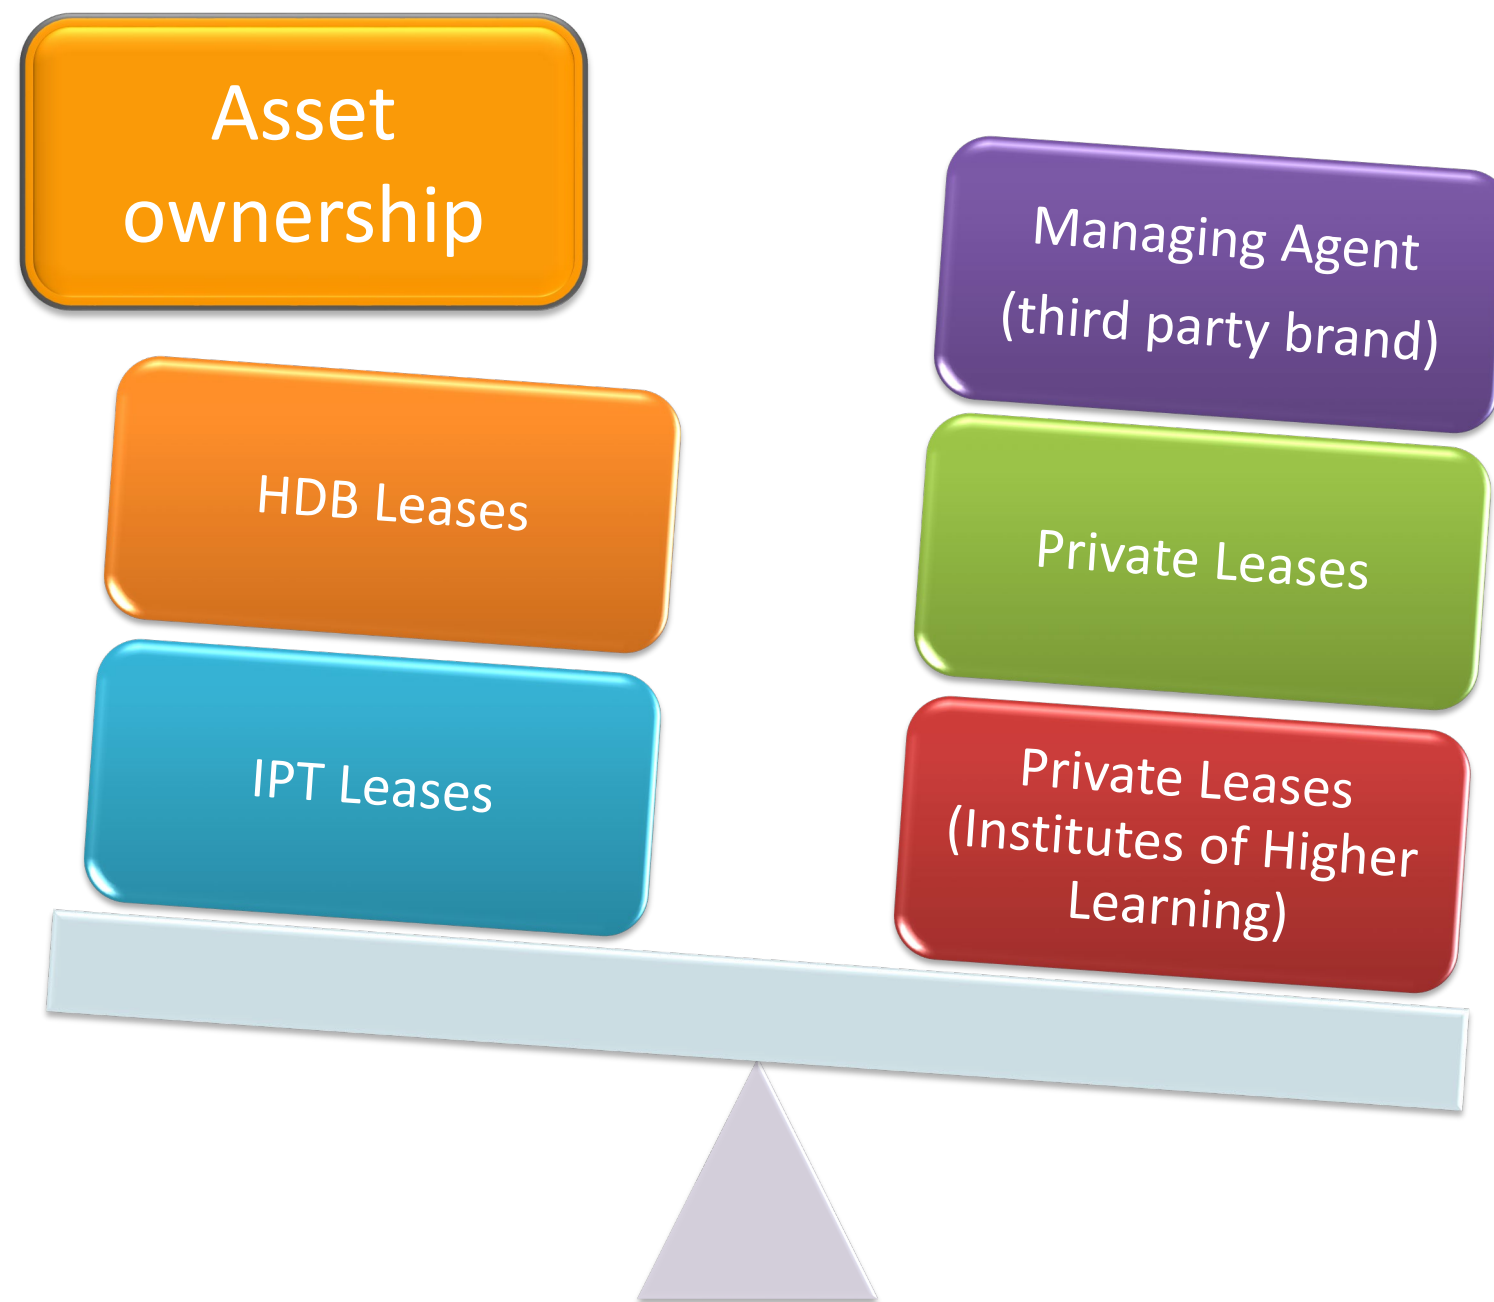 Asset
ownership
HDB Leases
IPT Leases
Managing Agent
(third party brand)
Private Leases
Private Leases
(Institutes of Higher
Learning)